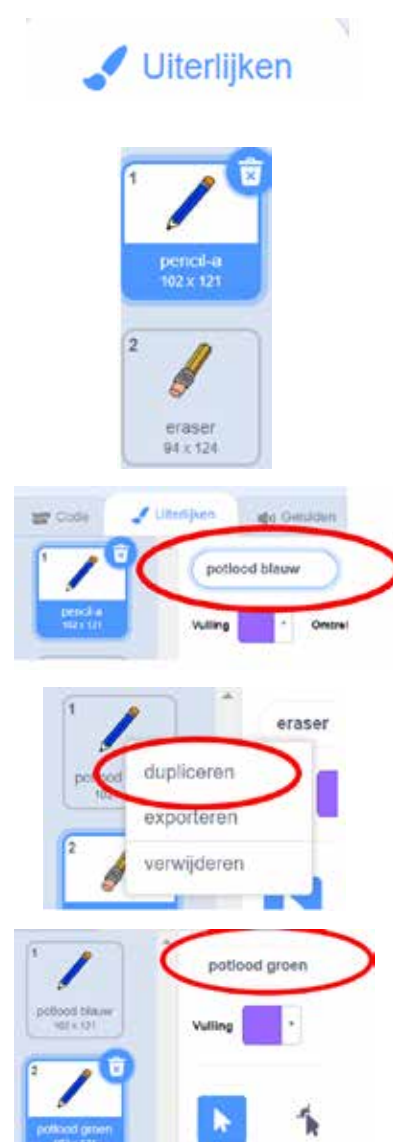 Uiterlijken
1
pencil-a
102 x 121
2
eraser
94 x 124
Code Uiterlijken Geluiden
1
potlood blauw
pencil-a
102 x 121
Vulling Omtrek
1
eraser
dupliceren
exporteren
2
verwijderen
1
potlood groen
potlood blauw
102 x 121
Vulling
2
potlood groen